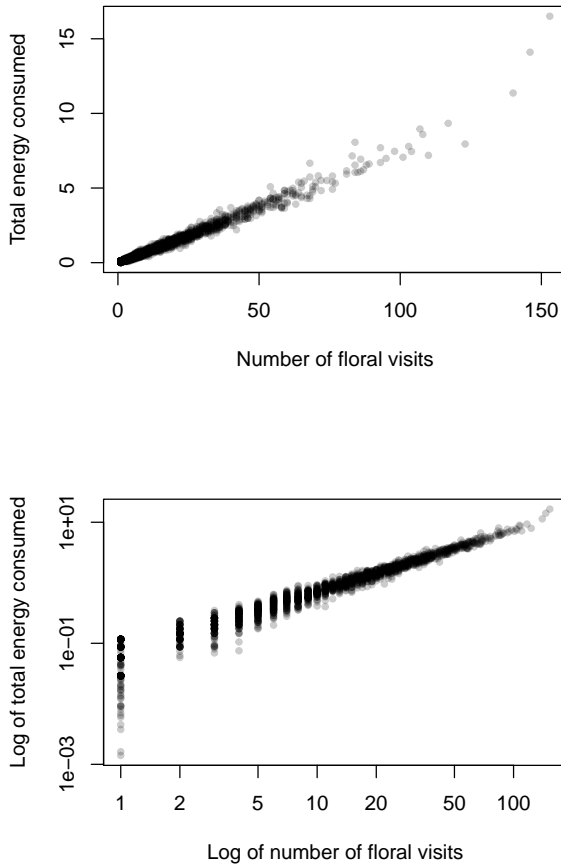 Total energy consumed
15
10
5
0
0 50 100 150
Number of floral visits
Log of total energy consumed
1e+01
1e−01
1e−03
1 2 5 10 20 50 100
Log of number of floral visits